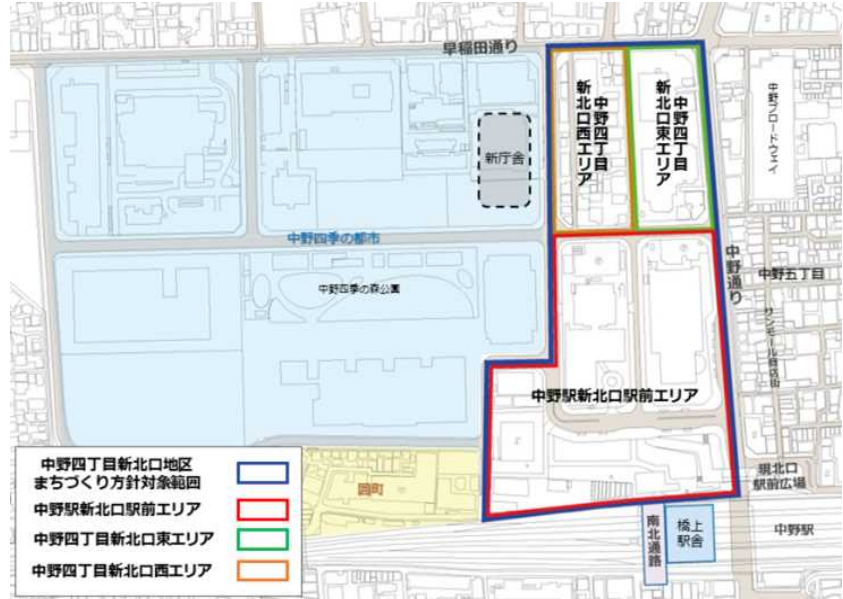 早稲田通り
中野四丁目
新北口西エリア
中野四丁目
新北口東エリア
中野ブロードウェイ
新庁舎
中野四季の都市
中野四季の森公園
中野通り
中野五丁目
サンモール商店街
中野駅新北口駅前エリア
囲町
現北口
駅前広場
南北通路
橋上
駅舎
中野駅
中野四丁目新北口地区
まちづくり方針対象範囲
中野駅新北口駅前エリア
中野四丁目新北口東エリア
中野四丁目新北口西エリア